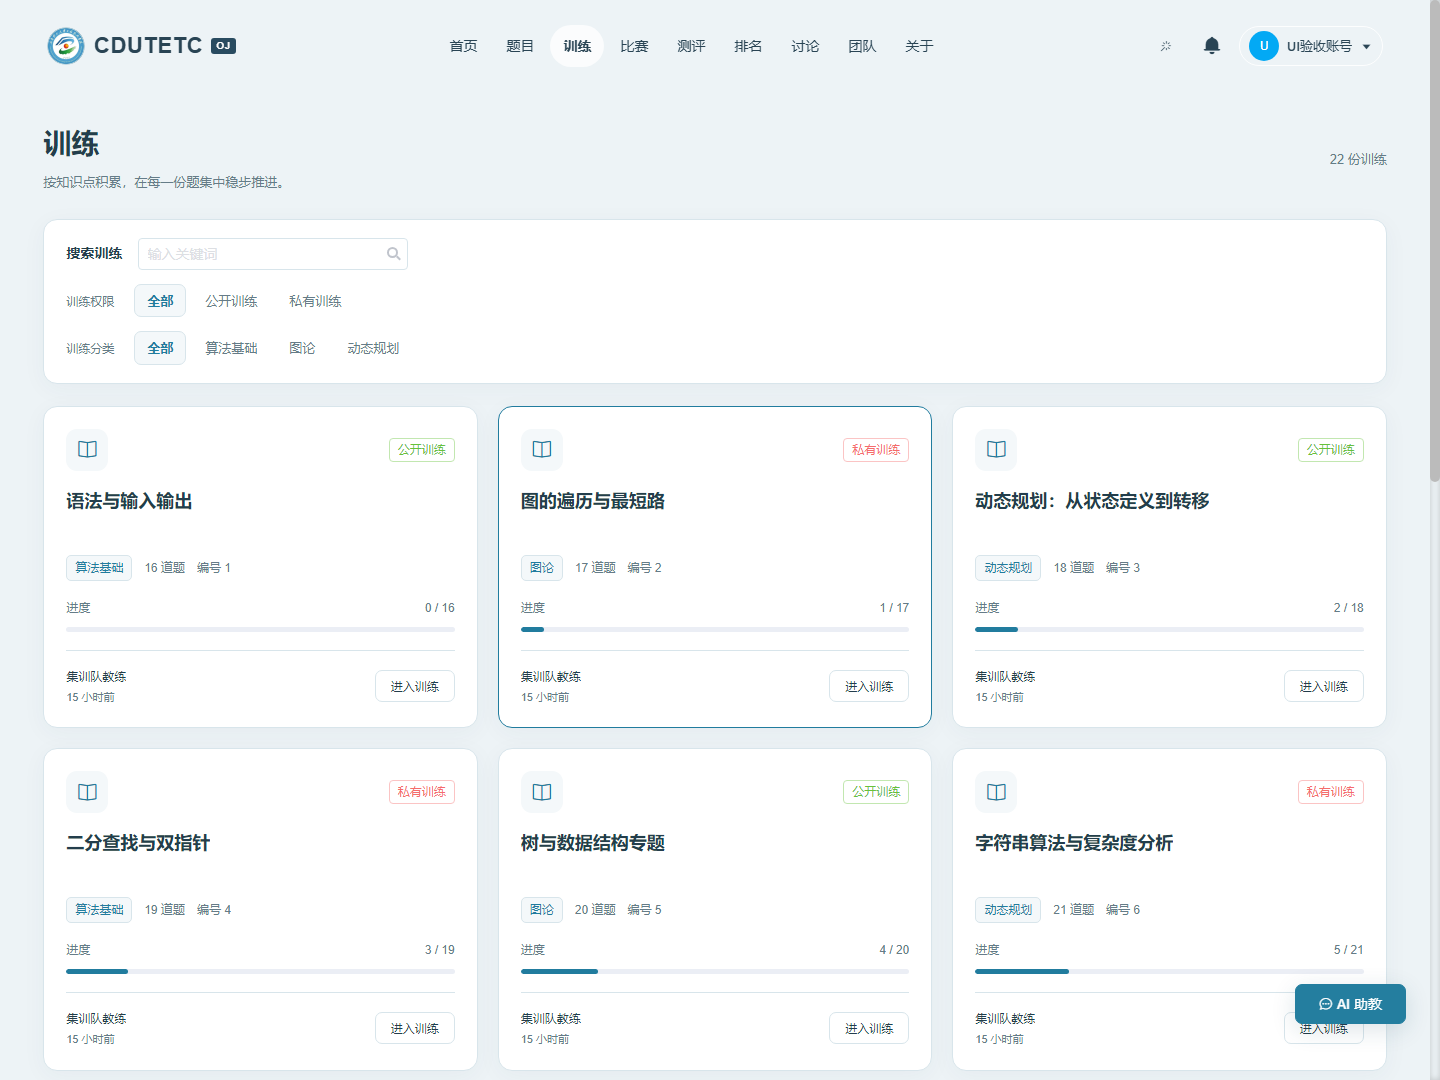 CDUTETC OJ
首页 题目 训练 比赛 测评 排名 讨论 团队 关于
U UI验收账号
训练
22 份训练
按知识点积累，在每一份题集中稳步推进。
搜索训练 输入关键词
训练权限 全部 公开训练 私有训练
训练分类 全部 算法基础 图论 动态规划
公开训练
语法与输入输出
算法基础 16 道题 编号 1
进度 0 / 16
集训队教练
15 小时前
进入训练
私有训练
图的遍历与最短路
图论 17 道题 编号 2
进度 1 / 17
集训队教练
15 小时前
进入训练
公开训练
动态规划：从状态定义到转移
动态规划 18 道题 编号 3
进度 2 / 18
集训队教练
15 小时前
进入训练
私有训练
二分查找与双指针
算法基础 19 道题 编号 4
进度 3 / 19
集训队教练
15 小时前
进入训练
公开训练
树与数据结构专题
图论 20 道题 编号 5
进度 4 / 20
集训队教练
15 小时前
进入训练
私有训练
字符串算法与复杂度分析
动态规划 21 道题 编号 6
进度 5 / 21
集训队教练
15 小时前
进入训练
AI 助教